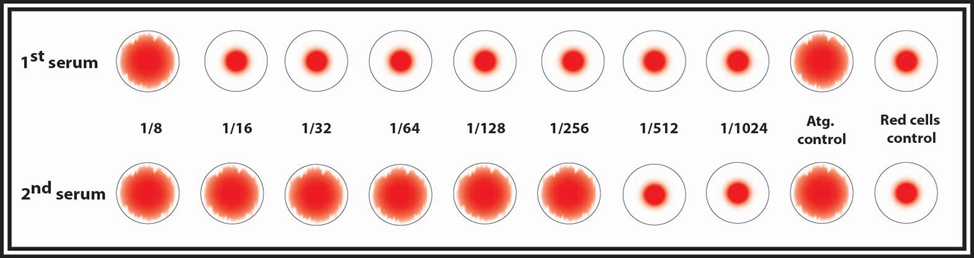 1st serum
1/8 1/16 1/32 1/64 1/128 1/256 1/512 1/1024 Atg. control Red cells control
2nd serum